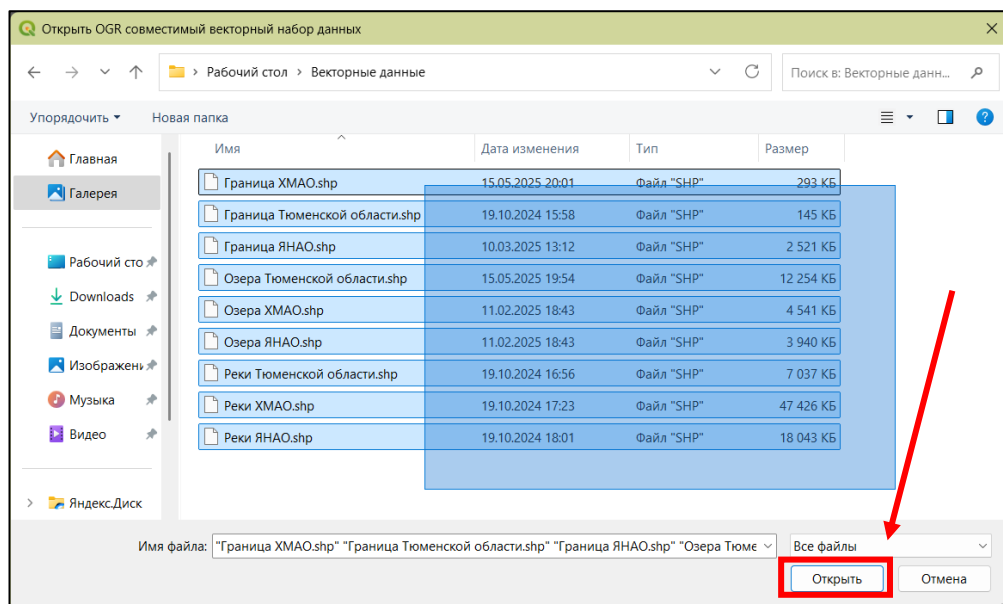 Открыть OGR совместимый векторный набор данных
Рабочий стол > Векторные данные
Поиск в: Векторные данн...
Упорядочить
Новая папка
Имя Дата изменения Тип Размер
Главная
Галерея
Рабочий сто
Downloads
Документы
Изображени
Музыка
Видео
Яндекс.Диск
Граница ХМАО.shp 15.05.2025 20:01 Файл "SHP" 293 КБ
Граница Тюменской области.shp 19.10.2024 15:58 Файл "SHP" 145 КБ
Граница ЯНАО.shp 10.03.2025 13:12 Файл "SHP" 2 521 КБ
Озера Тюменской области.shp 15.05.2025 19:54 Файл "SHP" 12 254 КБ
Озера ХМАО.shp 11.02.2025 18:43 Файл "SHP" 4 541 КБ
Озера ЯНАО.shp 11.02.2025 18:43 Файл "SHP" 3 940 КБ
Реки Тюменской области.shp 19.10.2024 16:56 Файл "SHP" 7 037 КБ
Реки ХМАО.shp 19.10.2024 17:23 Файл "SHP" 47 426 КБ
Реки ЯНАО.shp 19.10.2024 18:01 Файл "SHP" 18 043 КБ
Имя файла: "Граница ХМАО.shp" "Граница Тюменской области.shp" "Граница ЯНАО.shp" "Озера Тюме
Все файлы
Открыть
Отмена